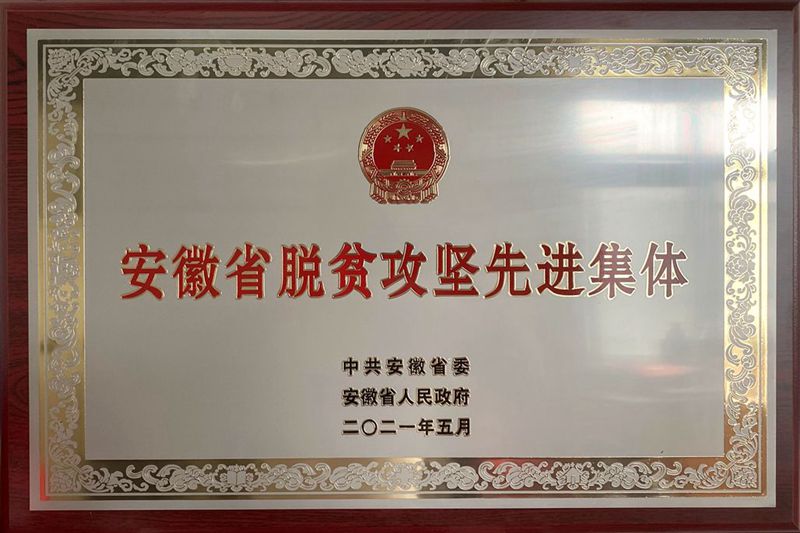 安徽省脱贫攻坚先进集体
中共安徽省委
安徽省人民政府
二〇二一年五月